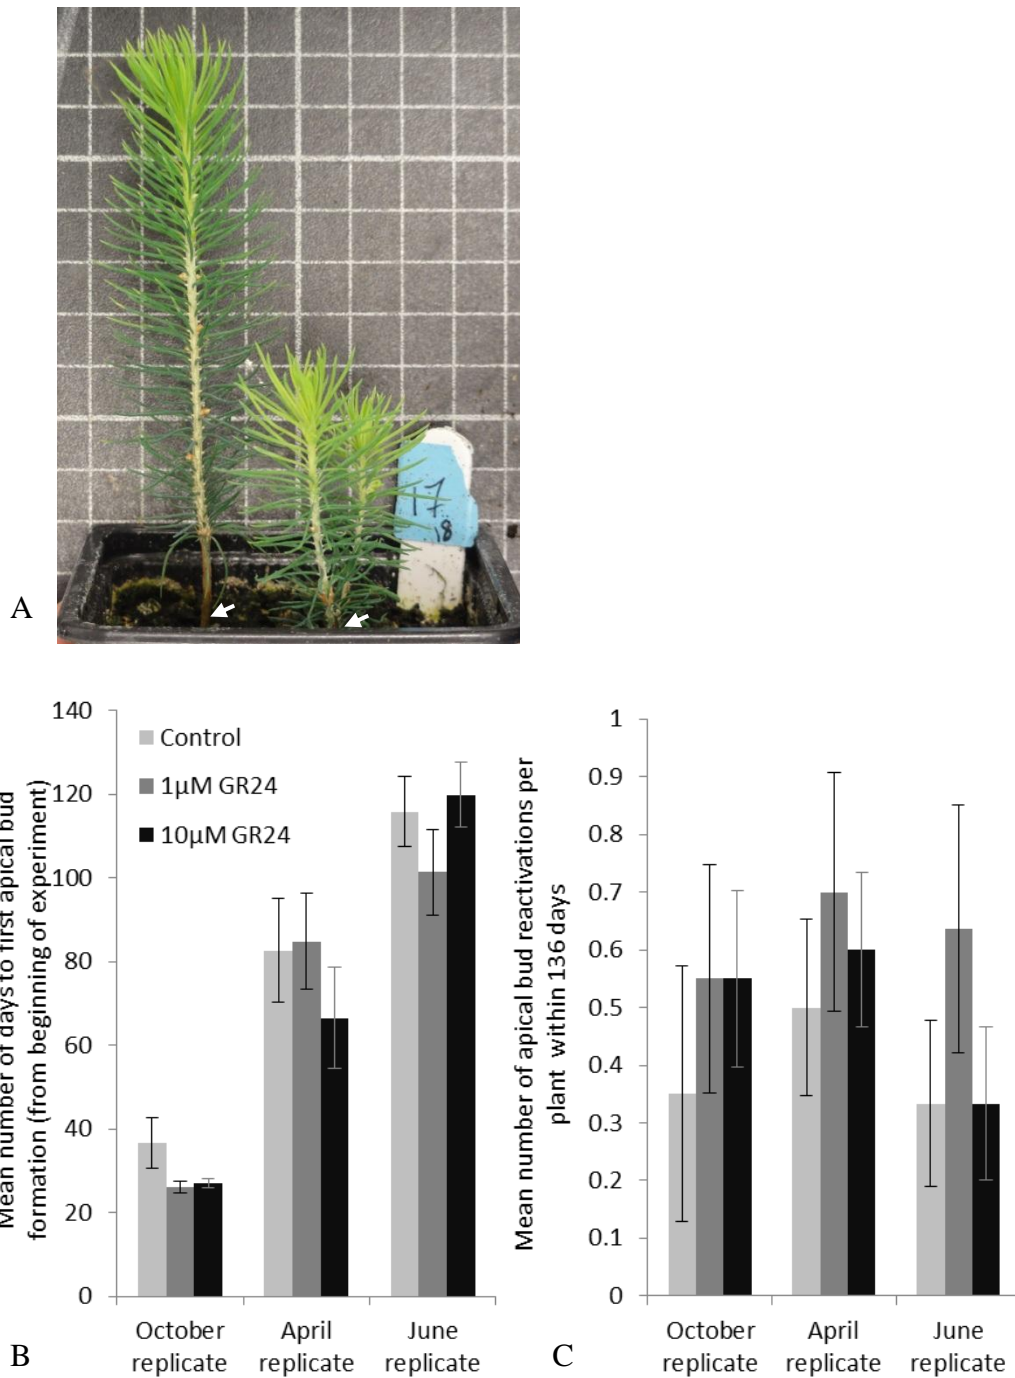 17
18
A
140
120
100
80
60
40
20
0
Mean number of days to first apical bud
formation (from beginning of experiment)
Control
1µM GR24
10µM GR24
October
replicate
April
replicate
June
replicate
B
1
0.9
0.8
0.7
0.6
0.5
0.4
0.3
0.2
0.1
0
Mean number of apical bud reactivations per
plant within 136 days
October
replicate
April
replicate
June
replicate
C